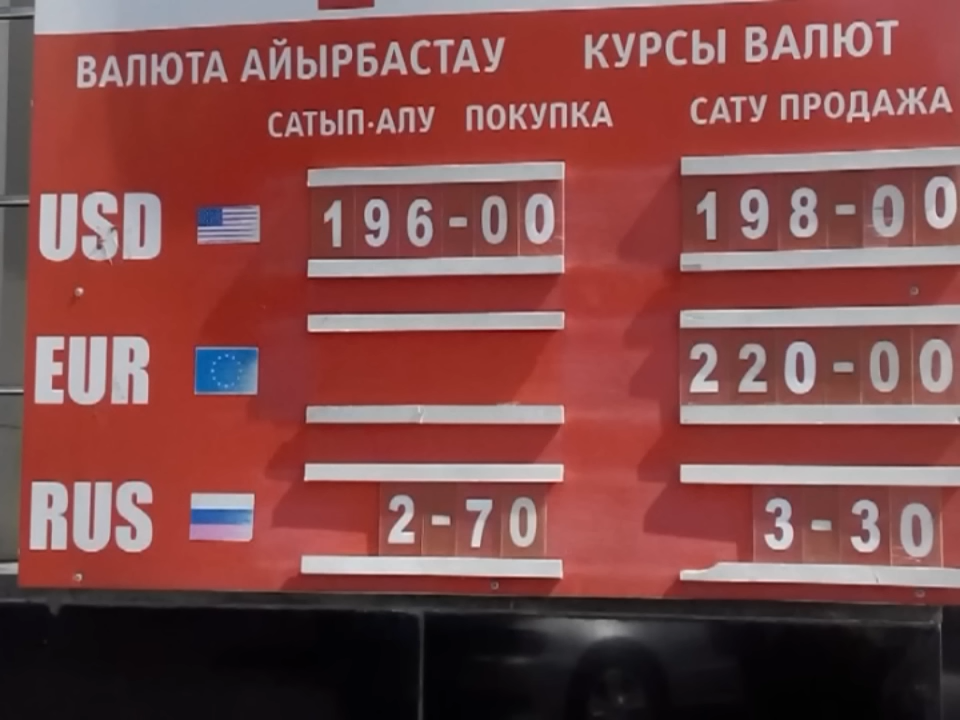 ВАЛЮТА АЙЫРБАСТАУ КУРСЫ ВАЛЮТ
САТЫП-АЛУ ПОКУПКА САТУ ПРОДАЖА
USD 196-00 198-00
EUR 220-00
RUS 2-70 3-30